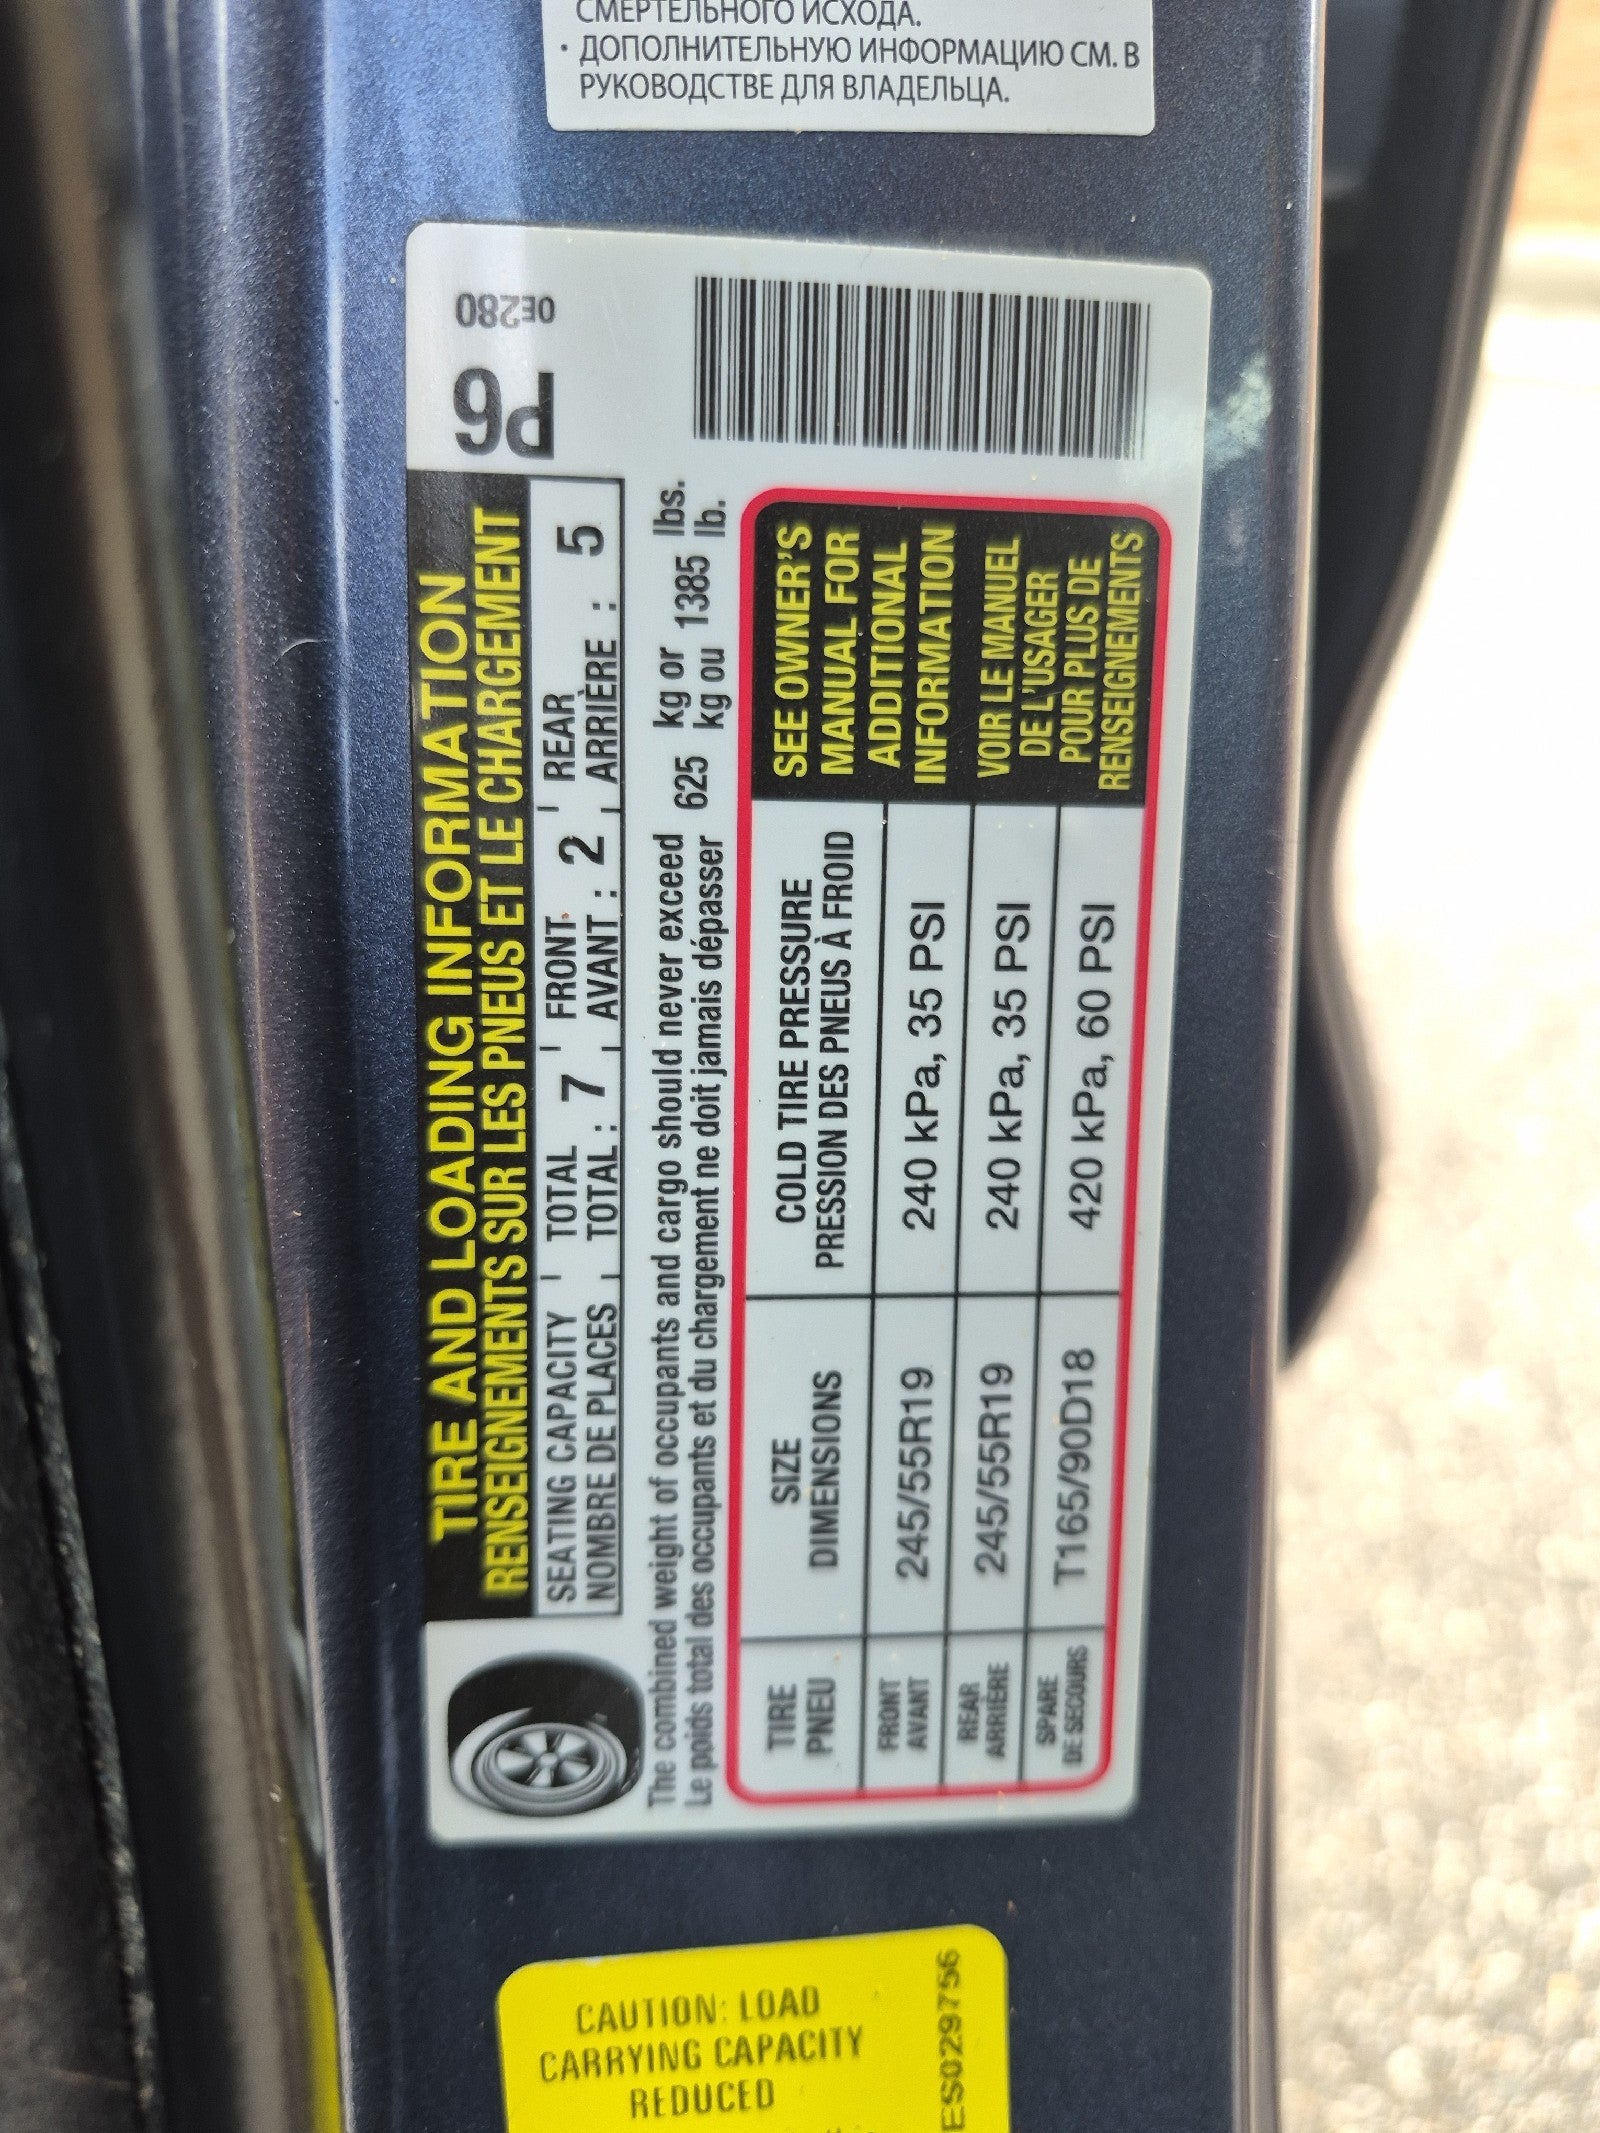 СМЕРТЕЛЬНОГО ИСХОДА.
· ДОПОЛНИТЕЛЬНУЮ ИНФОРМАЦИЮ СМ. В
РУКОВОДСТВЕ ДЛЯ ВЛАДЕЛЬЦА.
P6 0E280
TIRE AND LOADING INFORMATION
RENSEIGNEMENTS SUR LES PNEUS ET LE CHARGEMENT
SEATING CAPACITY TOTAL 7 FRONT 2 REAR 5
NOMBRE DE PLACES TOTAL : AVANT : ARRIÈRE :
The combined weight of occupants and cargo should never exceed 625 kg or 1385 lbs.
Le poids total des occupants et du chargement ne doit jamais dépasser kg ou lb.
TIRE SIZE COLD TIRE PRESSURE
PNEU DIMENSIONS PRESSION DES PNEUS À FROID
FRONT 245/55R19 240 kPa, 35 PSI
AVANT
REAR 245/55R19 240 kPa, 35 PSI
ARRIÈRE
SPARE T165/90D18 420 kPa, 60 PSI
DE SECOURS
SEE OWNER'S
MANUAL FOR
ADDITIONAL
INFORMATION
VOIR LE MANUEL
DE L'USAGER
POUR PLUS DE
RENSEIGNEMENTS
CAUTION: LOAD
CARRYING CAPACITY
REDUCED
ES029756